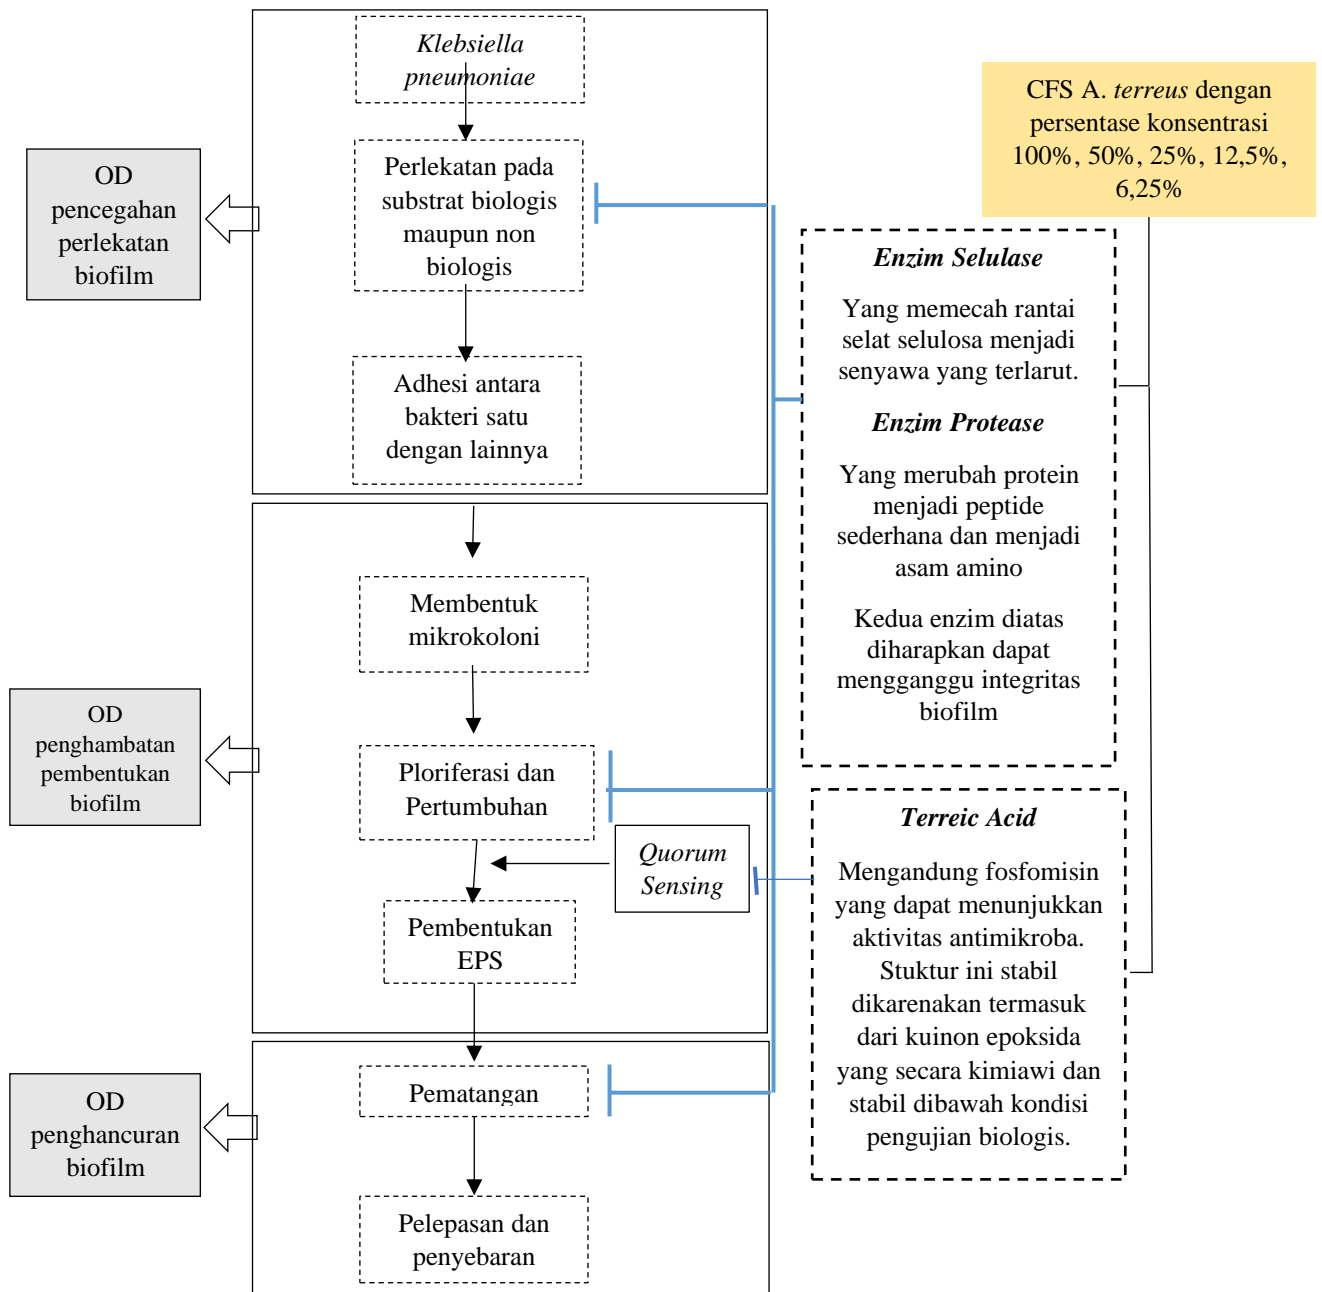 Klebsiella
pneumoniae
CFS A. terreus dengan
persentase konsentrasi
100%, 50%, 25%, 12,5%,
6,25%
OD
pencegahan
perlekatan
biofilm
Perlekatan pada
substrat biologis
maupun non
biologis
Adhesi antara
bakteri satu
dengan lainnya
Enzim Selulase
Yang memecah rantai
selat selulosa menjadi
senyawa yang terlarut.
Enzim Protease
Yang merubah protein
menjadi peptide
sederhana dan menjadi
asam amino
Kedua enzim diatas
diharapkan dapat
mengganggu integritas
biofilm
Membentuk
mikrokoloni
OD
penghambatan
pembentukan
biofilm
Ploriferasi dan
Pertumbuhan
Quorum
Sensing
Pembentukan
EPS
Terreic Acid
Mengandung fosfomisin
yang dapat menunjukkan
aktivitas antimikroba.
Stuktur ini stabil
dikarenakan termasuk
dari kuinon epoksida
yang secara kimiawi dan
stabil dibawah kondisi
pengujian biologis.
OD
penghancuran
biofilm
Pematangan
Pelepasan dan
penyebaran